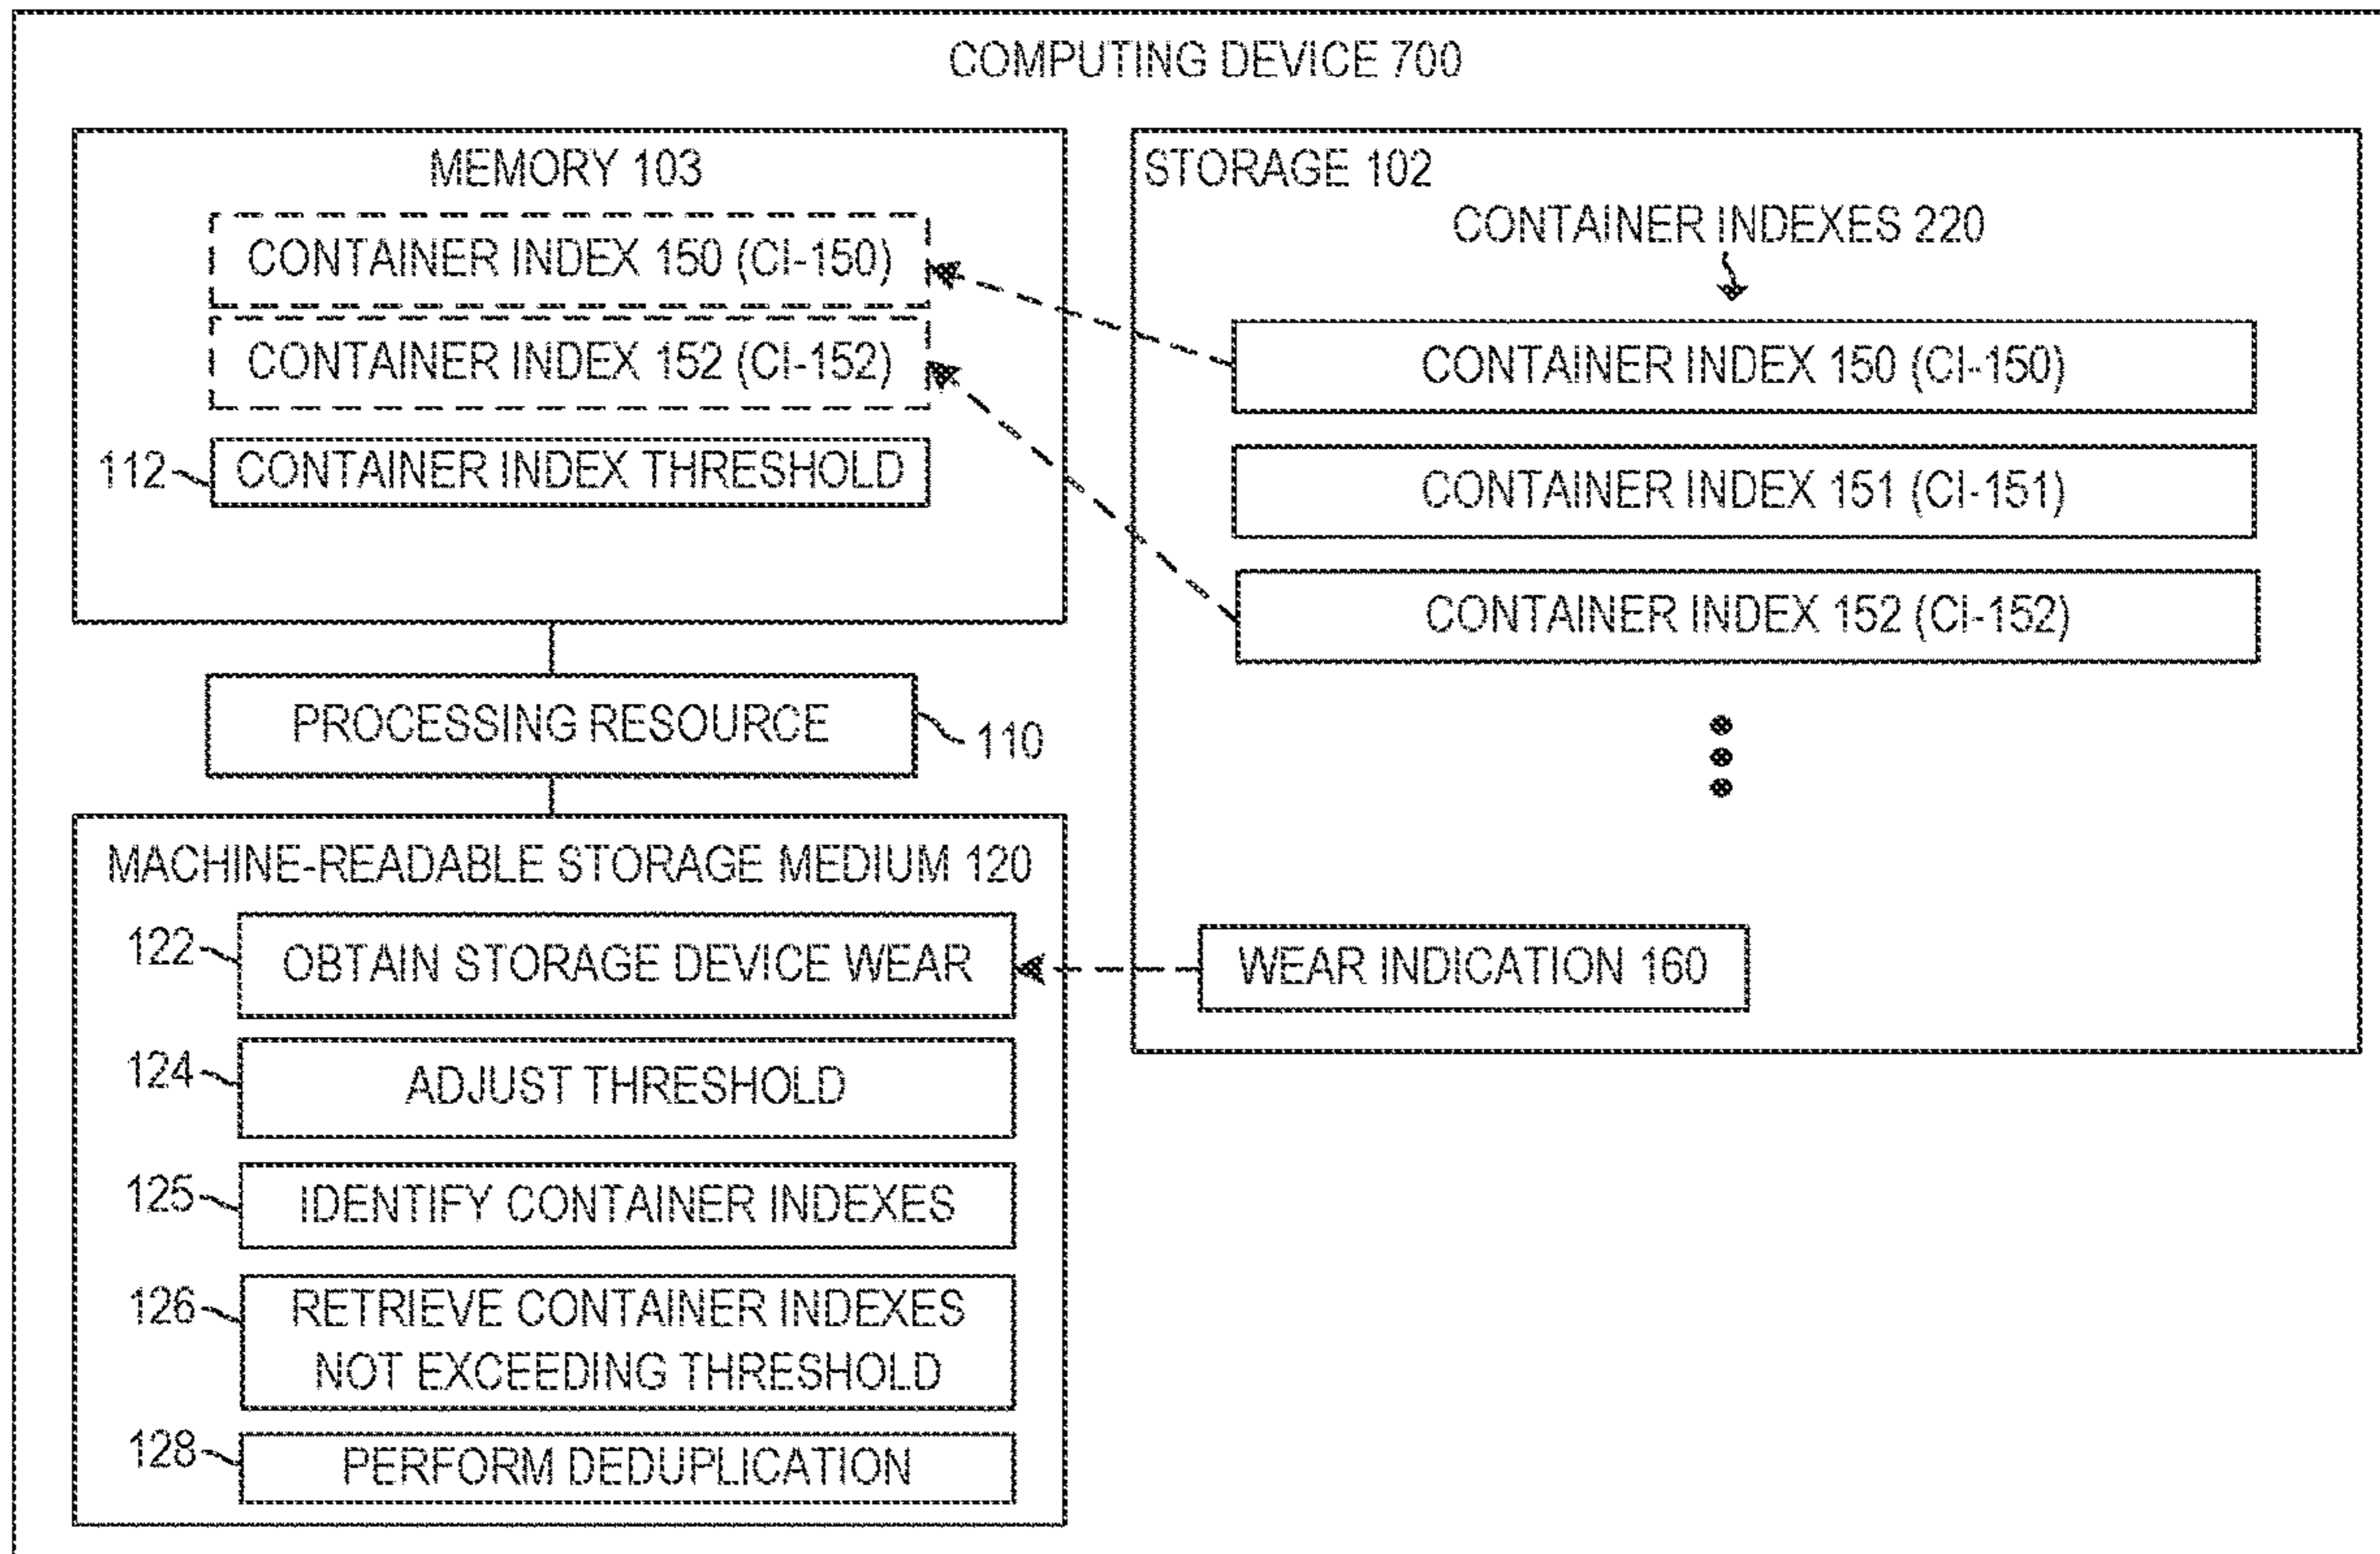 COMPUTING DEVICE 700
MEMORY 103
CONTAINER INDEX 150 (CI-150)
CONTAINER INDEX 152 (CI-152)
112
CONTAINER INDEX THRESHOLD
PROCESSING RESOURCE
110
MACHINE-READABLE STORAGE MEDIUM 120
122
OBTAIN STORAGE DEVICE WEAR
124
ADJUST THRESHOLD
125
IDENTIFY CONTAINER INDEXES
126
RETRIEVE CONTAINER INDEXES
NOT EXCEEDING THRESHOLD
128
PERFORM DEDUPLICATION
STORAGE 102
CONTAINER INDEXES 220
CONTAINER INDEX 150 (CI-150)
CONTAINER INDEX 151 (CI-151)
CONTAINER INDEX 152 (CI-152)
WEAR INDICATION 160